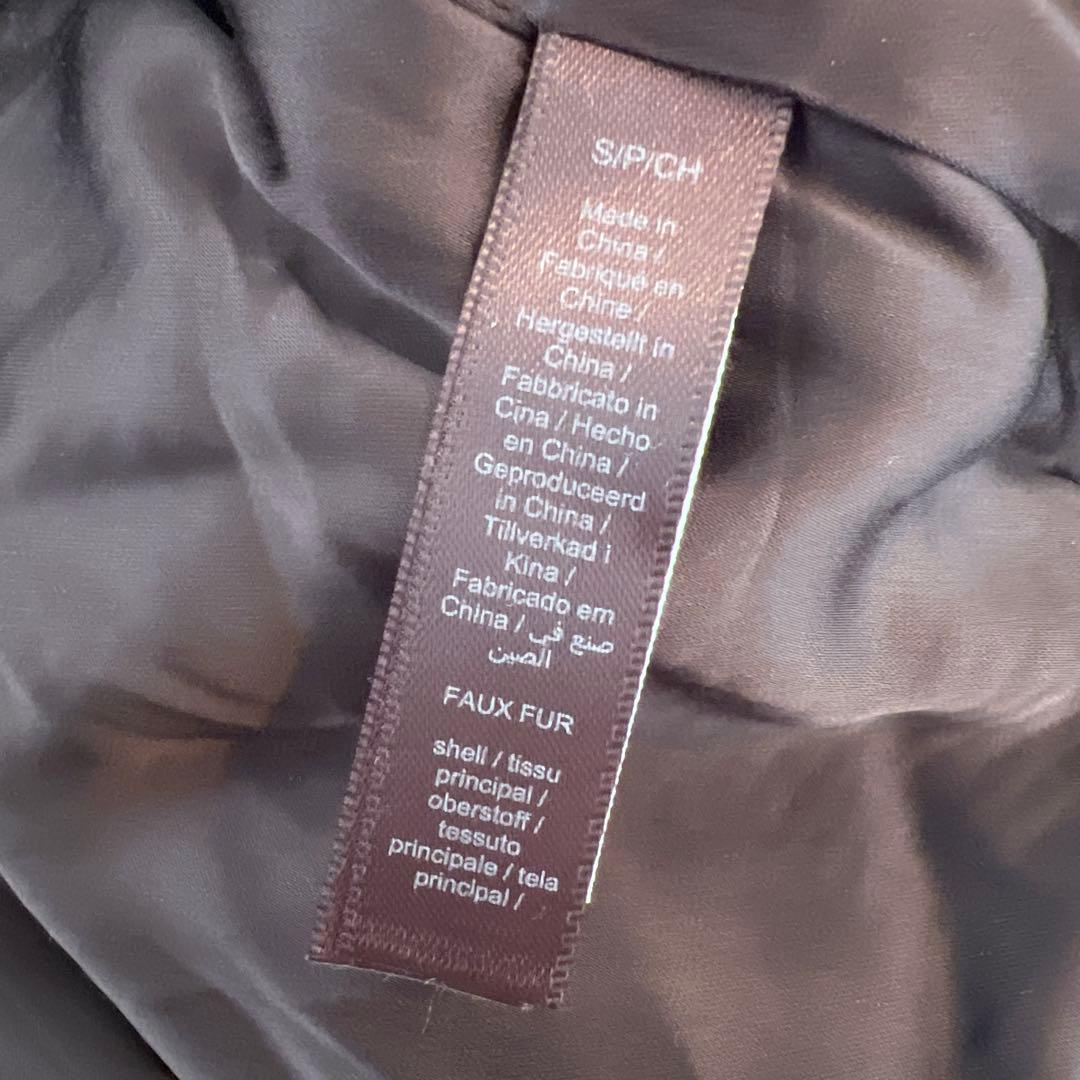 S/P/CH
Made in
China /
Fabriqué en
Chine /
Hergestellt in
China /
Fabbricato in
Cina / Hecho
en China /
Geproduceerd
in China /
Tillverkad i
Kina /
Fabricado em
China / صنع في
الصين
FAUX FUR
shell / tissu
principal /
oberstoff /
tessuto
principale / tela
principal /